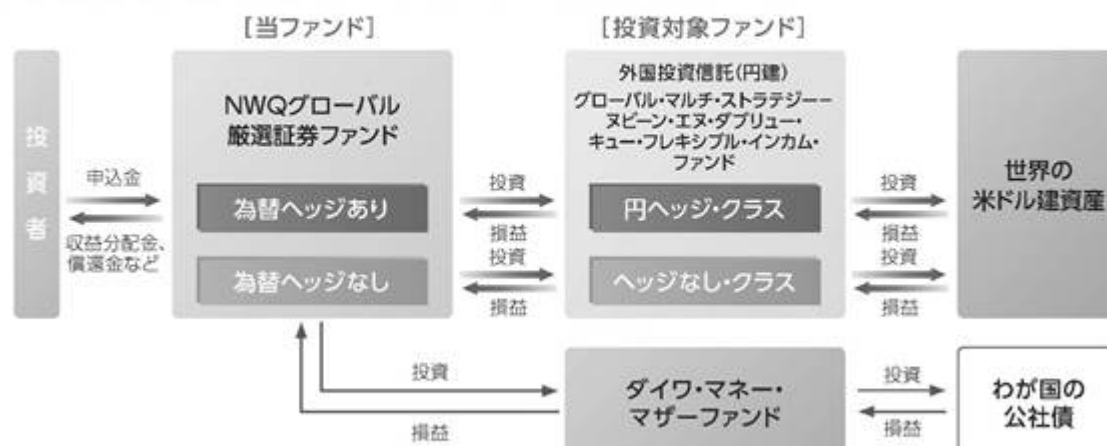 [当ファンド]
[投資対象ファンド]
投資者
申込金
収益分配金、
償還金など
NWQグローバル
厳選証券ファンド
為替ヘッジあり
為替ヘッジなし
投資
損益
投資
損益
外国投資信託(円建)
グローバル・マルチ・ストラテジー－
ヌビーン・エヌ・ダブリュー・
キュー・フレキシブル・インカム・
ファンド
円ヘッジ・クラス
ヘッジなし・クラス
投資
損益
投資
損益
世界の
米ドル建資産
投資
損益
ダイワ・マネー・
マザーファンド
投資
損益
わが国の
公社債